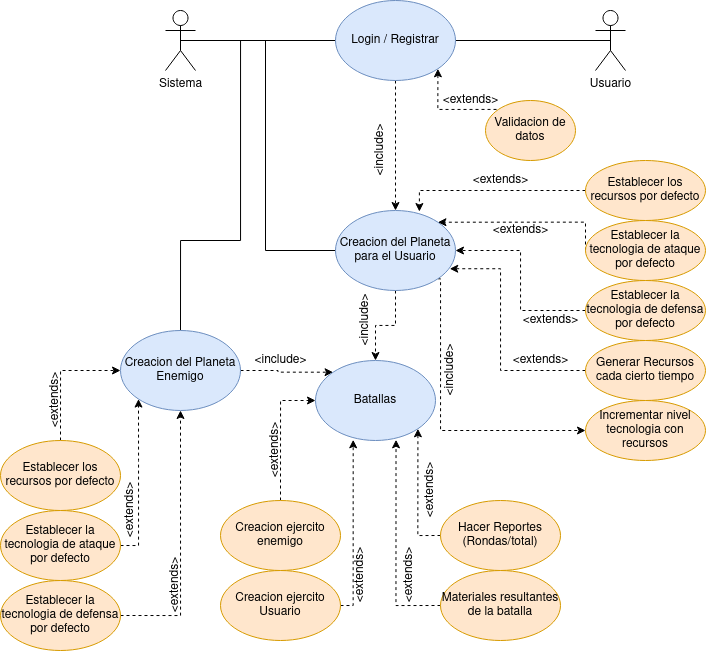 Login / Registrar
Sistema
Usuario
<extends>
Validacion de
datos
<include>
<extends>
Establecer los
recursos por defecto
Creacion del Planeta
para el Usuario
<extends>
Establecer la
tecnologia de ataque
por defecto
Establecer la
tecnologia de defensa
por defecto
<extends>
<include>
Creacion del Planeta
Enemigo
<include>
<extends>
Generar Recursos
cada cierto tiempo
<include>
Batallas
Incrementar nivel
tecnologia con
recursos
<extends>
Establecer los
recursos por defecto
<extends>
<extends>
<extends>
Establecer la
tecnologia de ataque
por defecto
Creacion ejercito
enemigo
Hacer Reportes
(Rondas/total)
<extends>
<extends>
<extends>
Establecer la
tecnologia de defensa
por defecto
Creacion ejercito
Usuario
Materiales resultantes
de la batalla